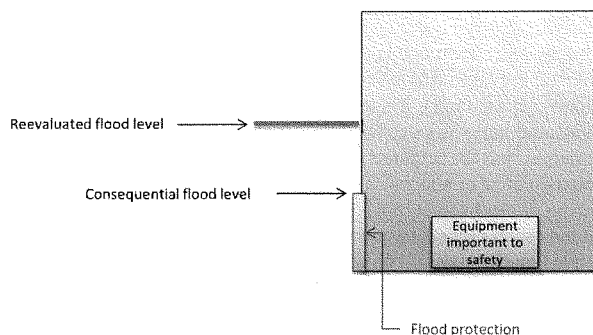 Reevaluated flood level
Consequential flood level
Equipment
important to
safety
Flood protection